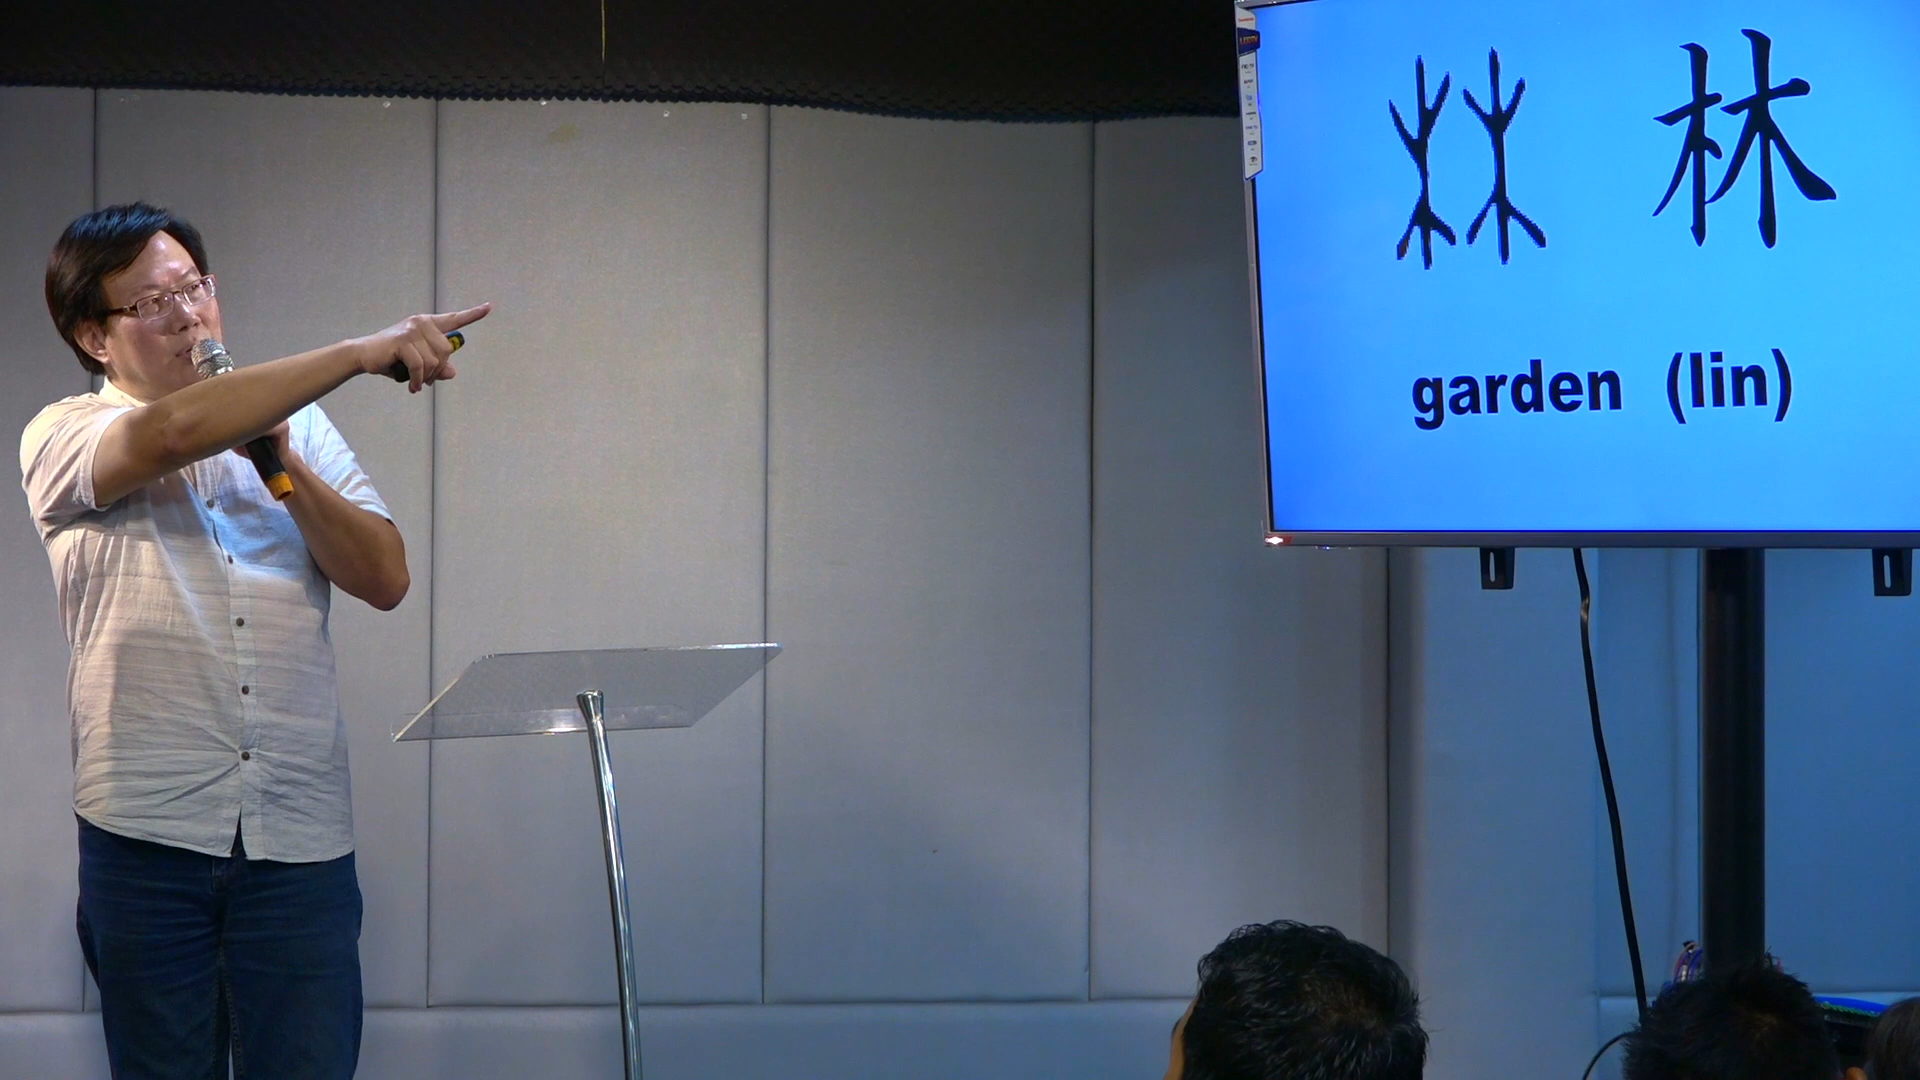 林 林
garden (lin)